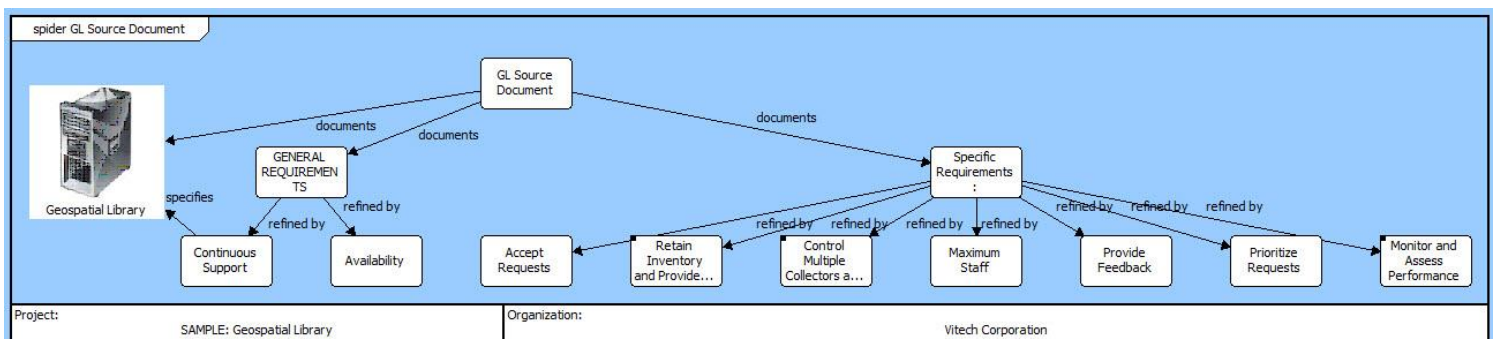 spider GL Source Document
GL Source
Document
documents
documents
documents
GENERAL
REQUIREMEN
TS
Specific
Requirements
:
Geospatial Library
specifies
refined by
refined by
refined by
refined by
refined by
refined by
refined by
refined by
refined by
Continuous
Support
Availability
Accept
Requests
Retain
Inventory
and Provide...
Control
Multiple
Collectors a...
Maximum
Staff
Provide
Feedback
Prioritize
Requests
Monitor and
Assess
Performance
Project:
SAMPLE: Geospatial Library
Organization:
Vitech Corporation